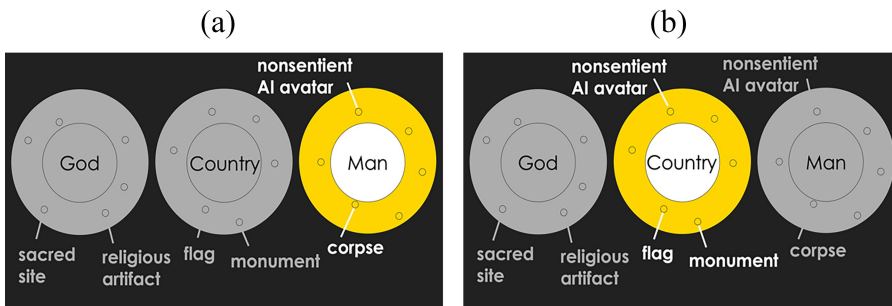 (a)
nonsentient
AI avatar
God
Country
Man
sacred
site
religious
artifact
flag
monument
corpse
(b)
nonsentient
AI avatar
nonsentient
AI avatar
God
Country
Man
sacred
site
religious
artifact
flag
monument
corpse